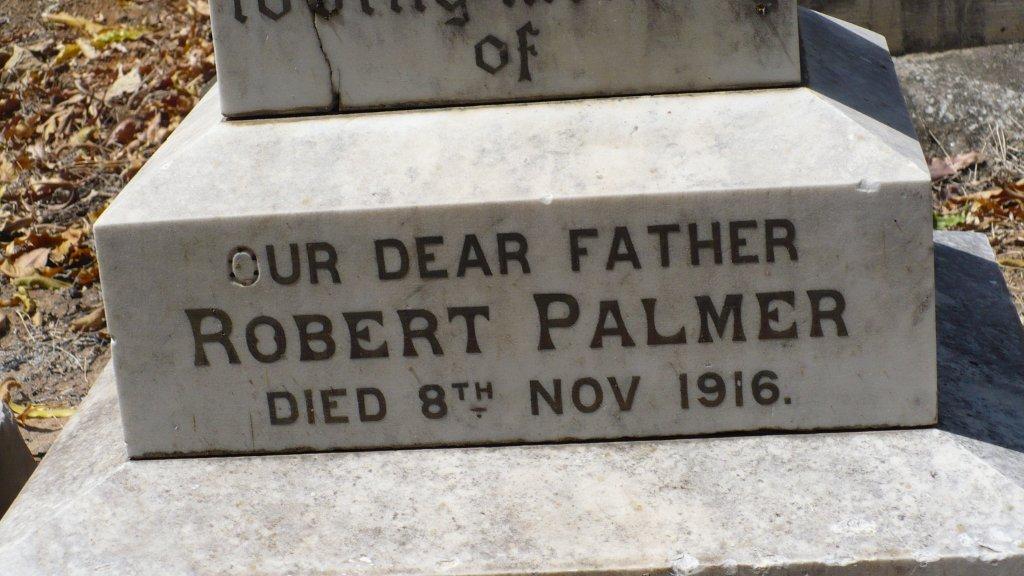 of
OUR DEAR FATHER
ROBERT PALMER
DIED 8TH NOV 1916.